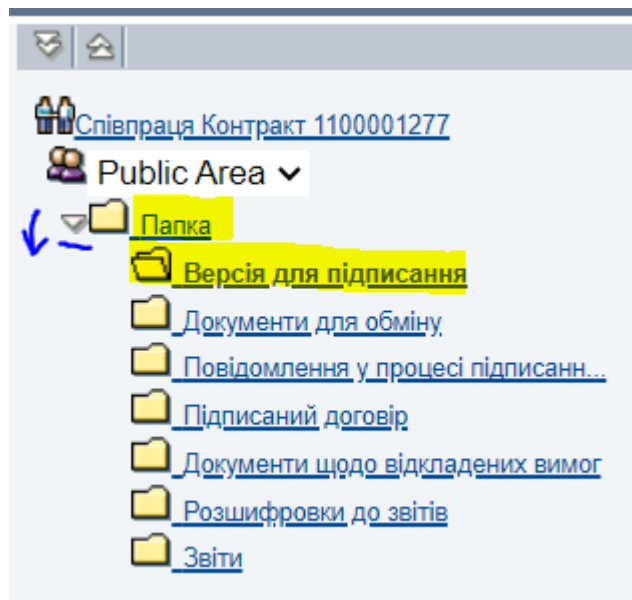 Співпраця Контракт 1100001277
Public Area
Папка
Версія для підписання
Документи для обміну
Повідомлення у процесі підписанн...
Підписаний договір
Документи щодо відкладених вимог
Розшифровки до звітів
Звіти